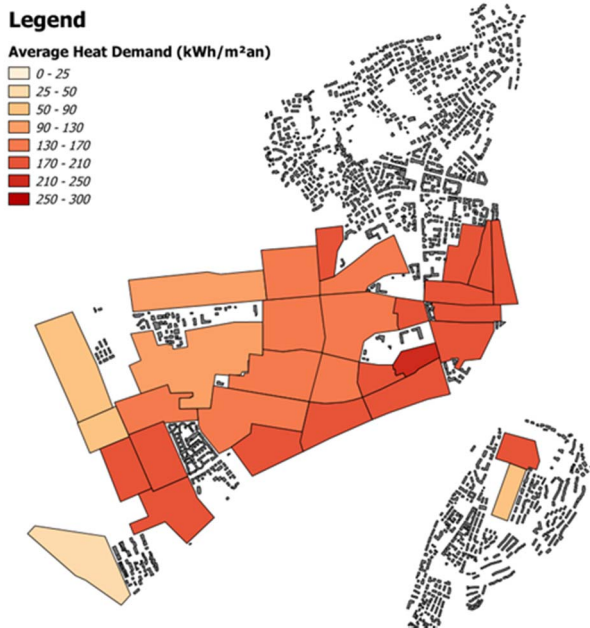 Legend
Average Heat Demand (kWh/m²an)
0 - 25
25 - 50
50 - 90
90 - 130
130 - 170
170 - 210
210 - 250
250 - 300